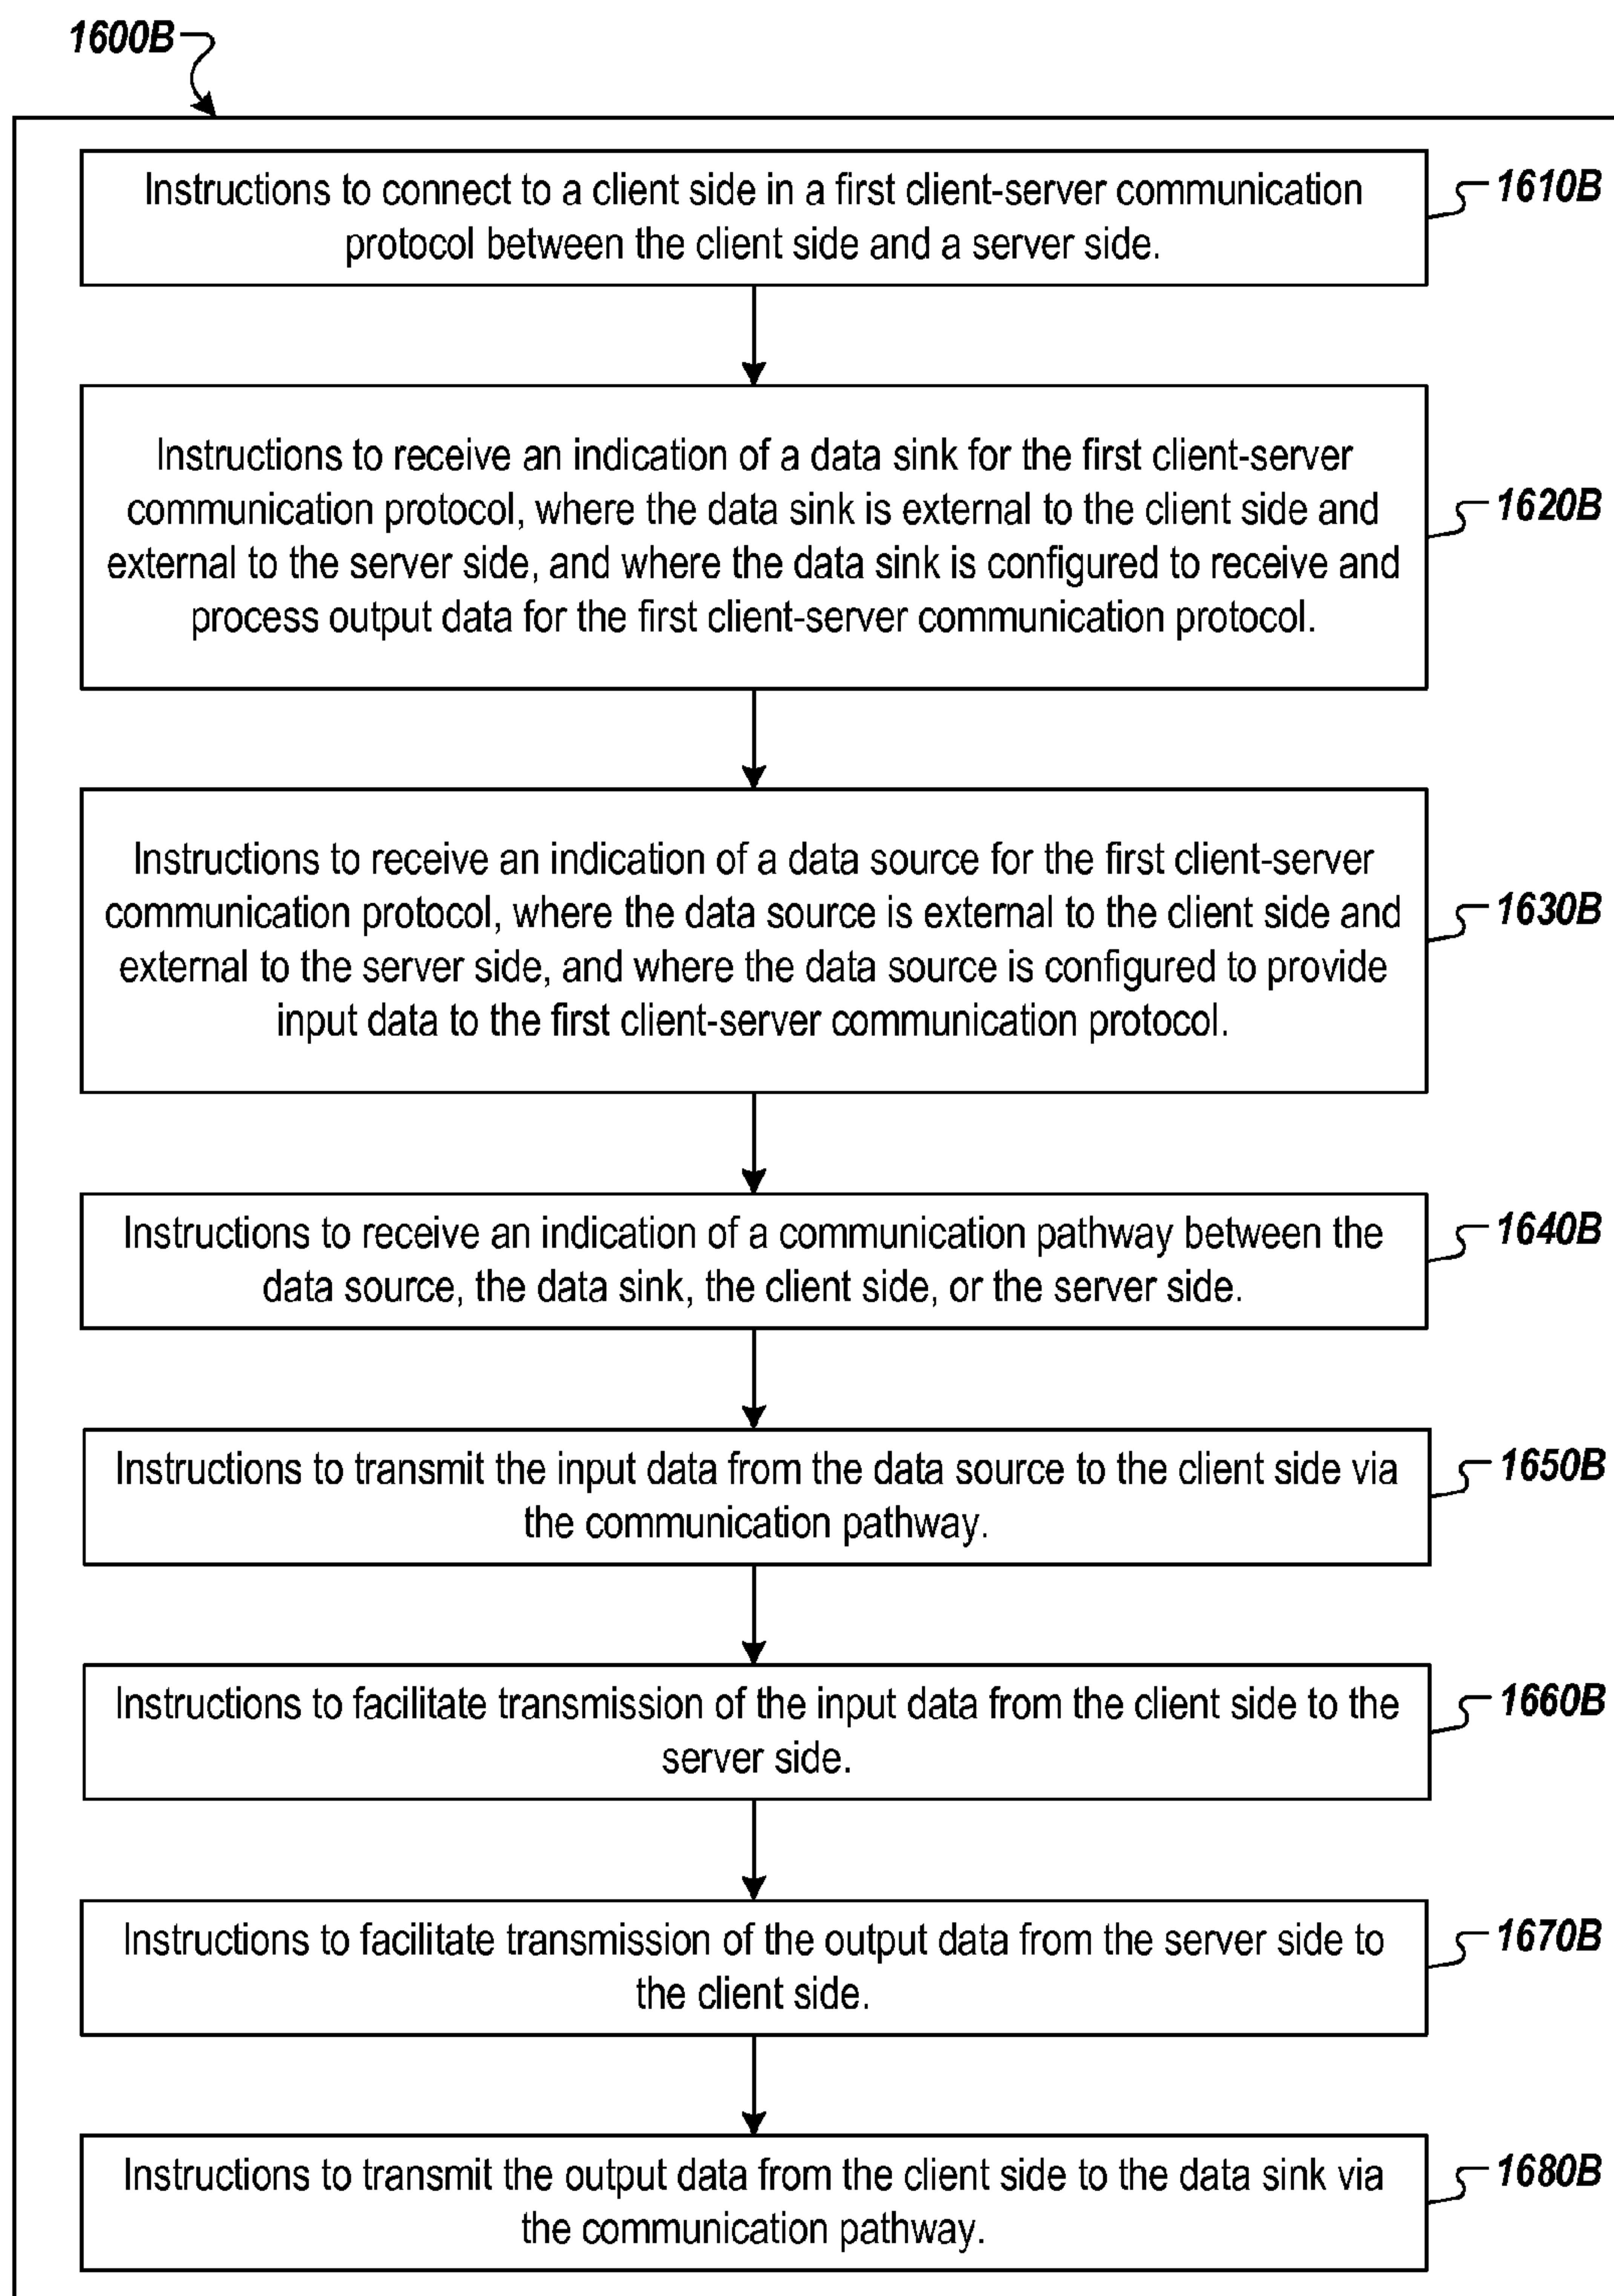 1600B
Instructions to connect to a client side in a first client-server communication
protocol between the client side and a server side.
1610B
Instructions to receive an indication of a data sink for the first client-server
communication protocol, where the data sink is external to the client side and
external to the server side, and where the data sink is configured to receive and
process output data for the first client-server communication protocol.
1620B
Instructions to receive an indication of a data source for the first client-server
communication protocol, where the data source is external to the client side and
external to the server side, and where the data source is configured to provide
input data to the first client-server communication protocol.
1630B
Instructions to receive an indication of a communication pathway between the
data source, the data sink, the client side, or the server side.
1640B
Instructions to transmit the input data from the data source to the client side via
the communication pathway.
1650B
Instructions to facilitate transmission of the input data from the client side to the
server side.
1660B
Instructions to facilitate transmission of the output data from the server side to
the client side.
1670B
Instructions to transmit the output data from the client side to the data sink via
the communication pathway.
1680B